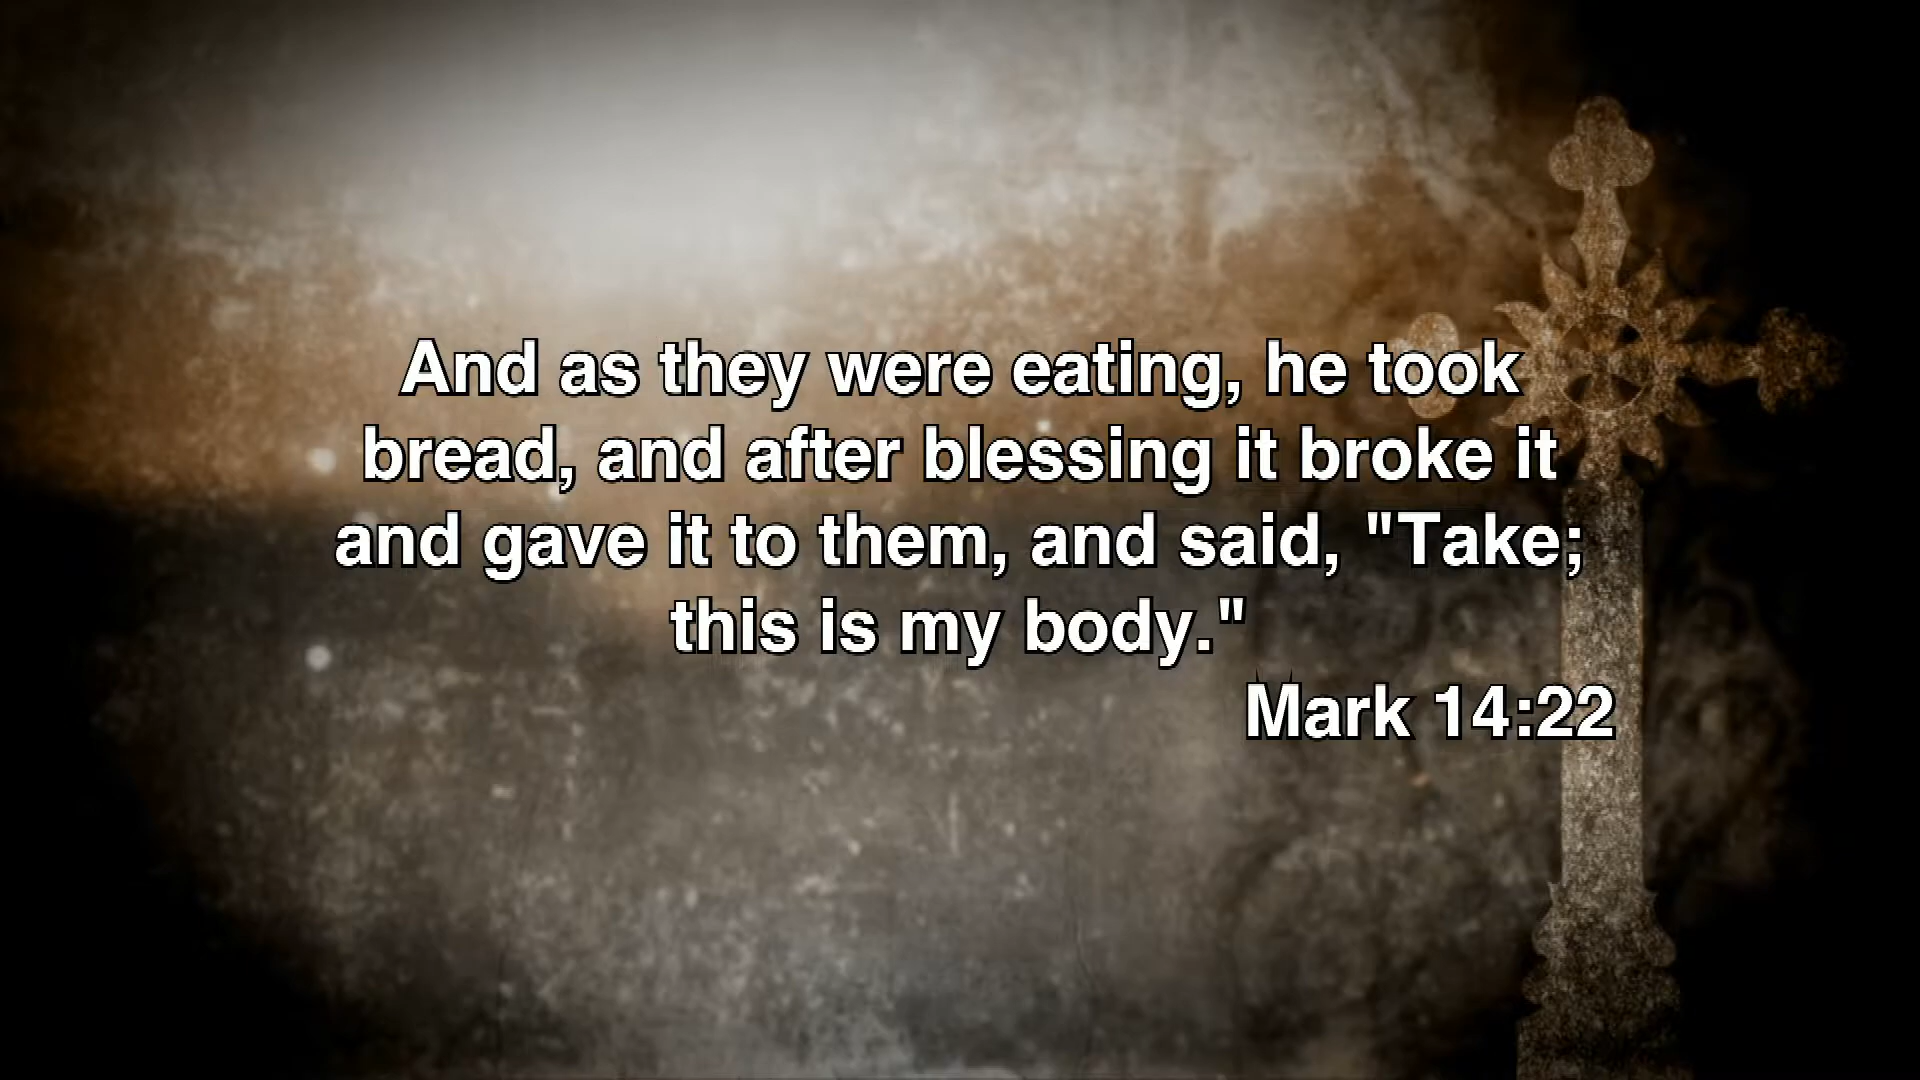 And as they were eating, he took
bread, and after blessing it broke it
and gave it to them, and said, "Take;
this is my body."
Mark 14:22